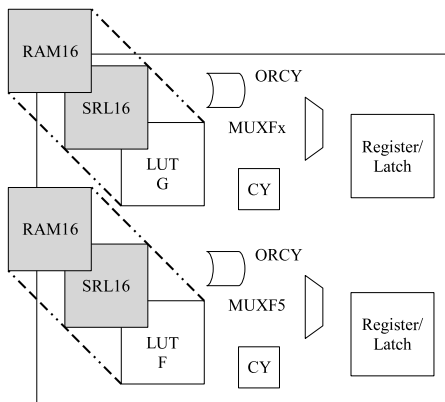 RAM16
SRL16
LUT
G
ORCY
MUXFx
CY
Register/
Latch
RAM16
SRL16
LUT
F
ORCY
MUXF5
CY
Register/
Latch